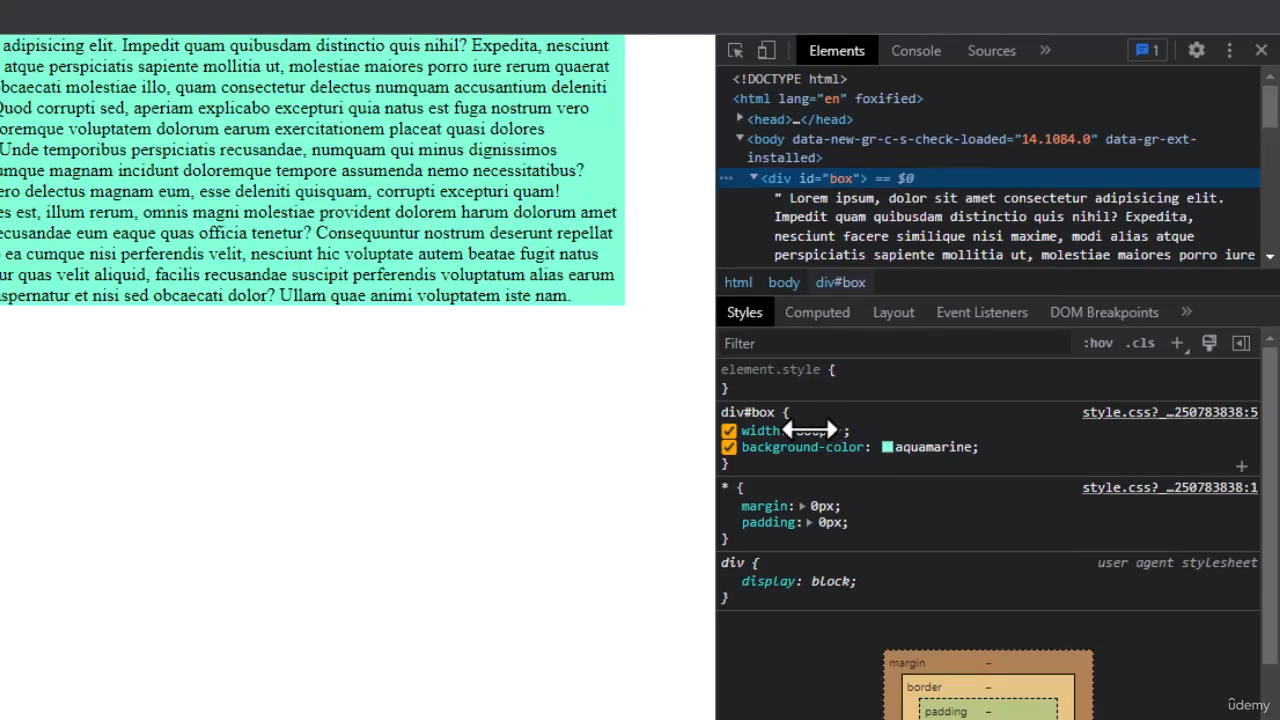 adipisicing elit. Impedit quam quibusdam distinctio quis nihil? Expedita, nesciunt
atque perspiciatis sapiente mollitia ut, molestiae maiores porro iure rerum quaerat
obcaecati molestiae illo, quam consectetur delectus numquam accusantium deleniti
Quod corrupti sed, aperiam explicabo excepturi quia natus est fuga nostrum vero
oremque voluptatem dolorum earum exercitationem placeat quasi dolores
Unde temporibus perspiciatis recusandae, numquam qui minus dignissimos
umque magnam incidunt doloremque tempore assumenda nemo necessitatibus?
ero delectus magnam eum, esse deleniti quisquam, corrupti excepturi quam!
es est, illum rerum, omnis magni molestiae provident dolorem harum dolorum amet
ecusandae eum eaque quas officia tenetur? Consequuntur nostrum deserunt repellat
ea cumque nisi perferendis velit, nesciunt hic voluptate autem beatae fugit natus
ur quas velit aliquid, facilis recusandae suscipit perferendis voluptatum alias earum
spernatur et nisi sed obcaecati dolor? Ullam quae animi voluptatem iste nam.
Elements Console Sources » 1
<!DOCTYPE html>
<html lang="en" foxified>
<head>…</head>
<body data-new-gr-c-s-check-loaded="14.1084.0" data-gr-ext-
installed>
<div id="box"> == $0
" Lorem ipsum, dolor sit amet consectetur adipisicing elit.
Impedit quam quibusdam distinctio quis nihil? Expedita,
nesciunt facere similique nisi maxime, modi alias atque
perspiciatis sapiente mollitia ut, molestiae maiores porro iure
html body div#box
Styles Computed Layout Event Listeners DOM Breakpoints »
Filter :hov .cls +
element.style {
}
div#box { style.css?_…250783838:5
width: ;
background-color: aquamarine;
}
* { style.css?_…250783838:1
margin: 0px;
padding: 0px;
}
div { user agent stylesheet
display: block;
}
margin –
border –
padding –
ûdemy